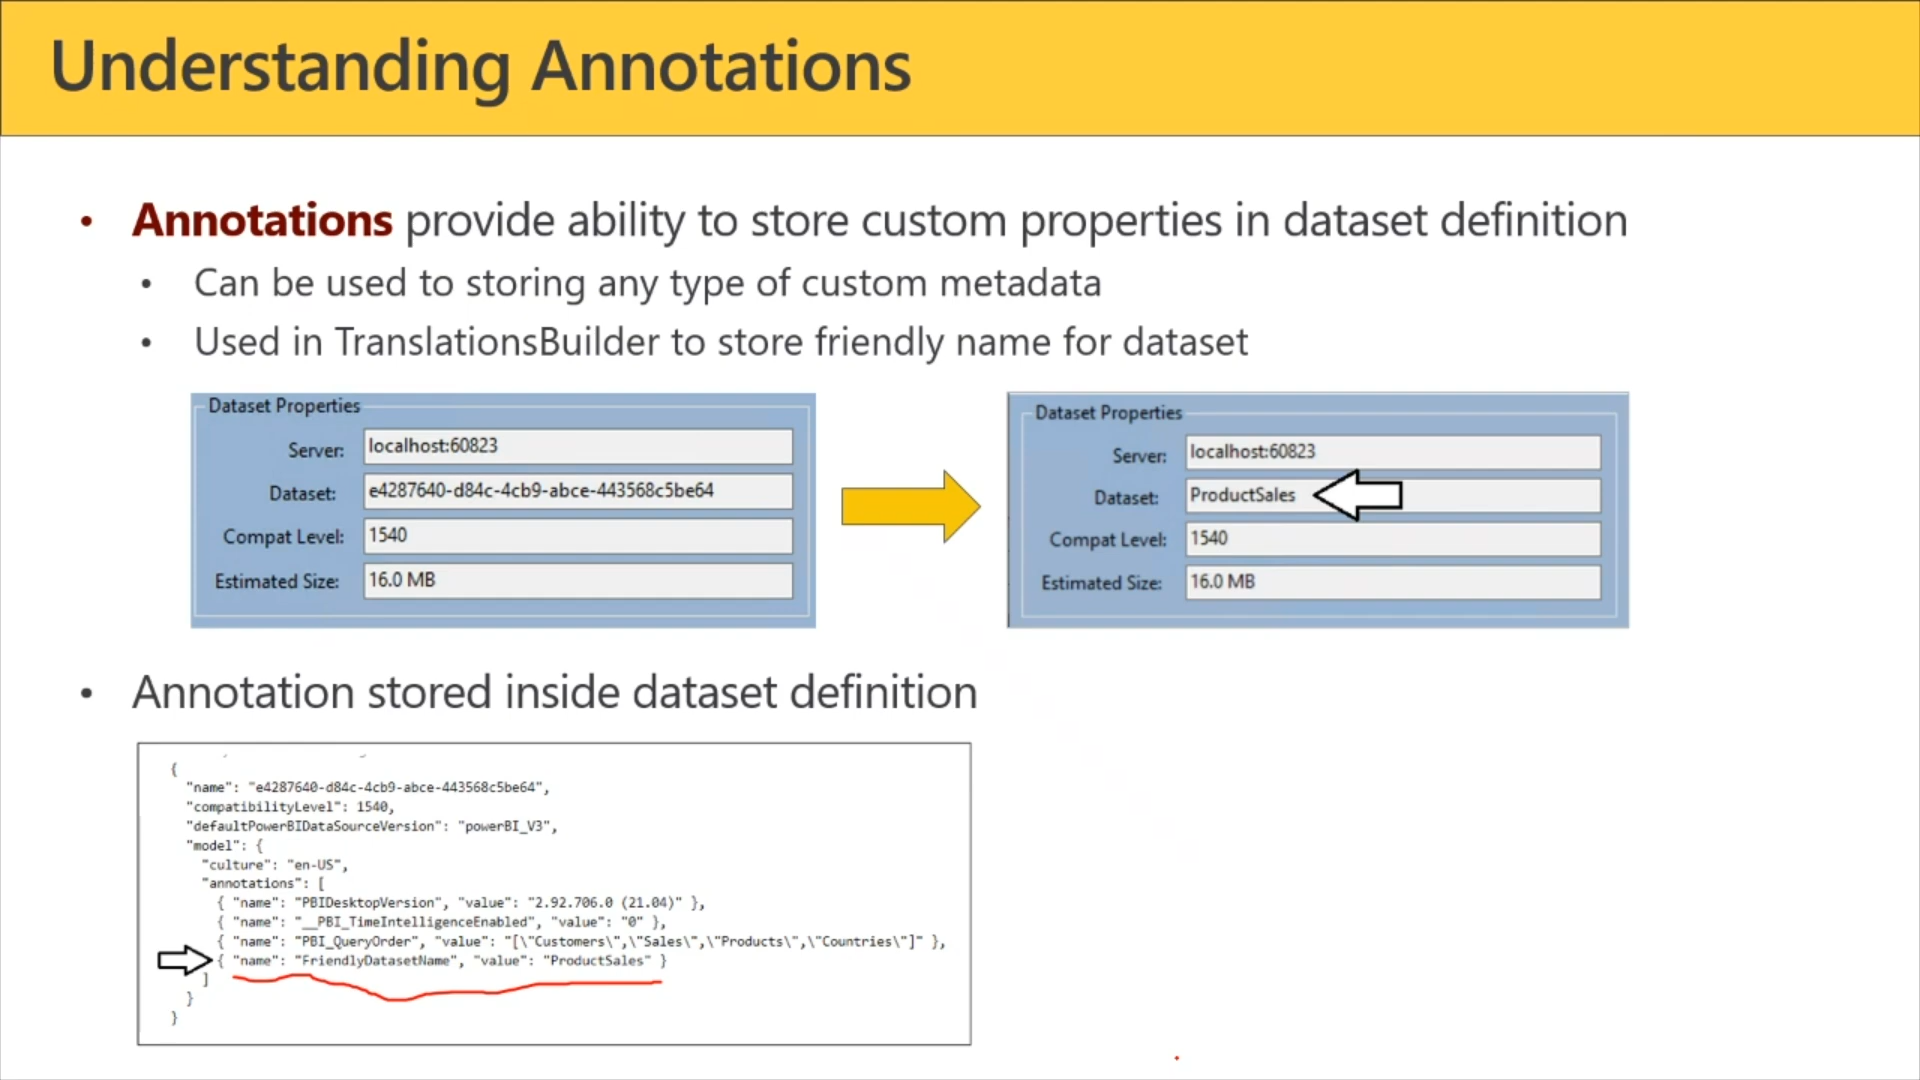 Understanding Annotations
• Annotations provide ability to store custom properties in dataset definition
• Can be used to storing any type of custom metadata
• Used in TranslationsBuilder to store friendly name for dataset
Dataset Properties
Server: localhost:60823
Dataset: e4287640-d84c-4cb9-abce-443568c5be64
Compat Level: 1540
Estimated Size: 16.0 MB
Dataset Properties
Server: localhost:60823
Dataset: ProductSales
Compat Level: 1540
Estimated Size: 16.0 MB
• Annotation stored inside dataset definition
{
"name": "e4287640-d84c-4cb9-abce-443568c5be64",
"compatibilityLevel": 1540,
"defaultPowerBIDataSourceVersion": "powerBI_V3",
"model": {
"culture": "en-US",
"annotations": [
{ "name": "PBIDesktopVersion", "value": "2.92.706.0 (21.04)" },
{ "name": "__PBI_TimeIntelligenceEnabled", "value": "0" },
{ "name": "PBI_QueryOrder", "value": "[\"Customers\",\"Sales\",\"Products\",\"Countries\"]" },
{ "name": "FriendlyDatasetName", "value": "ProductSales" }
]
}
}